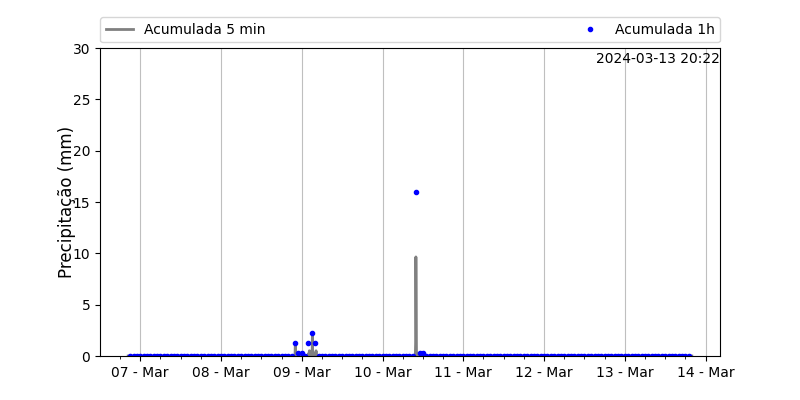 Acumulada 5 min
Acumulada 1h
2024-03-13 20:22
Precipitação (mm)
30
25
20
15
10
5
0
07 - Mar
08 - Mar
09 - Mar
10 - Mar
11 - Mar
12 - Mar
13 - Mar
14 - Mar